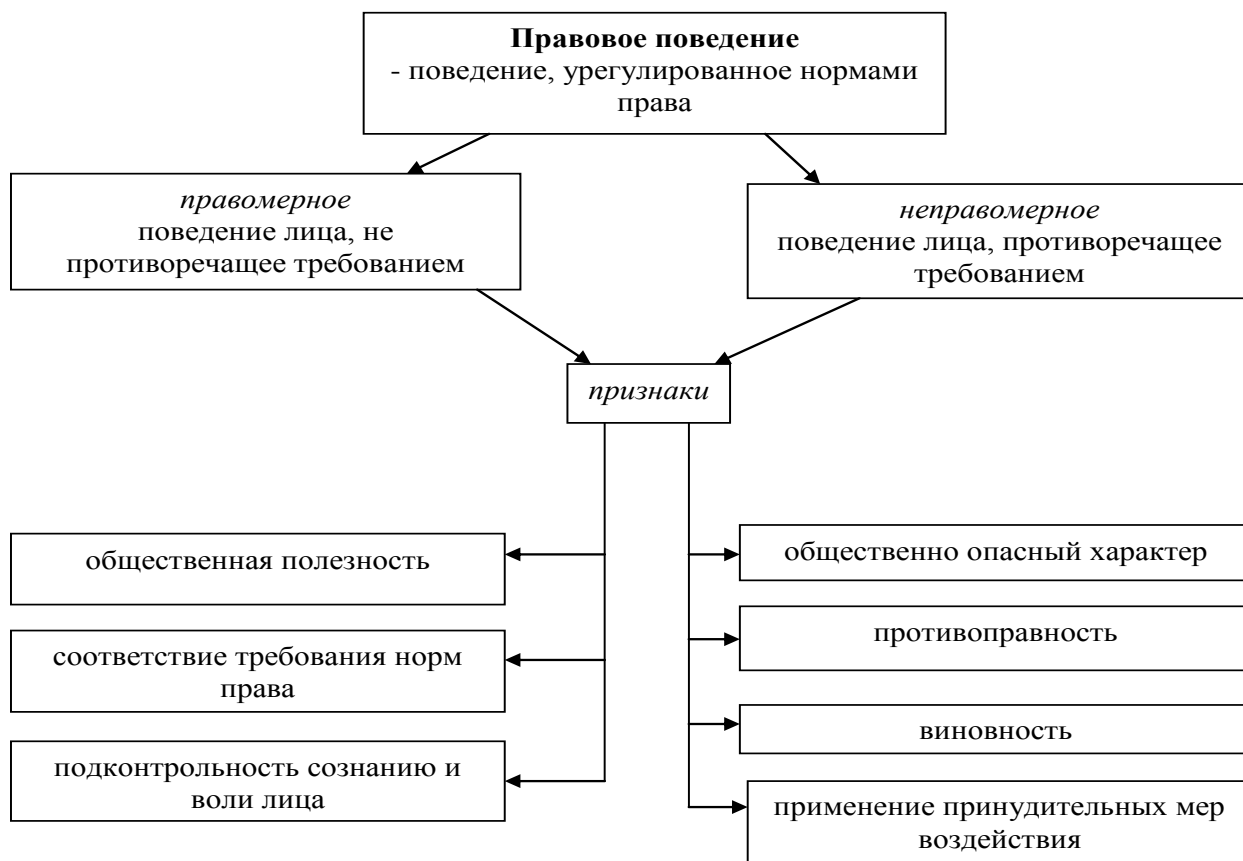 Правовое поведение
- поведение, урегулированное нормами
права
правомерное
поведение лица, не
противоречащее требованием
неправомерное
поведение лица, противоречащее
требованием
признаки
общественная полезность
соответствие требования норм
права
подконтрольность сознанию и
воли лица
общественно опасный характер
противоправность
виновность
применение принудительных мер
воздействия